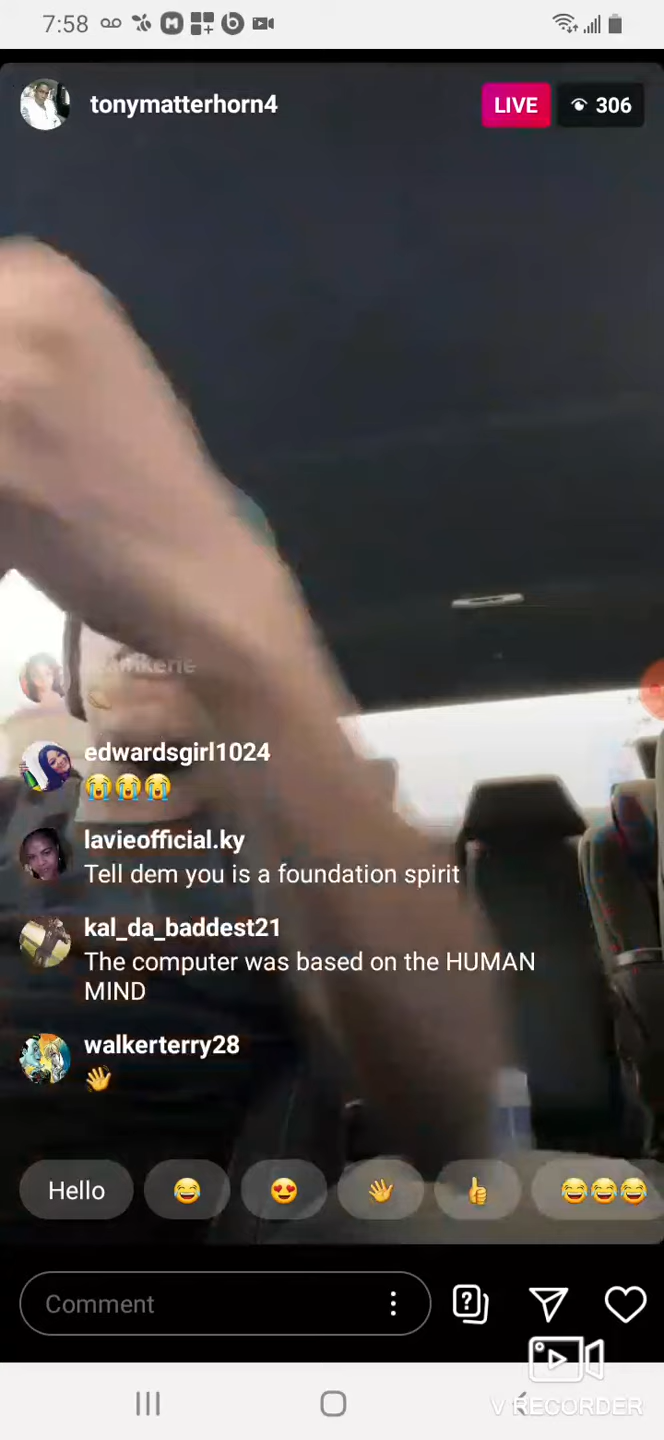 7:58
tonymatterhorn4
LIVE
306
edwardsgirl1024
😭😭😭
lavieofficial.ky
Tell dem you is a foundation spirit
kal_da_baddest21
The computer was based on the HUMAN
MIND
walkerterry28
👋
Hello 😂 😍 👋 👍 😂😂😂
Comment
V RECORDER